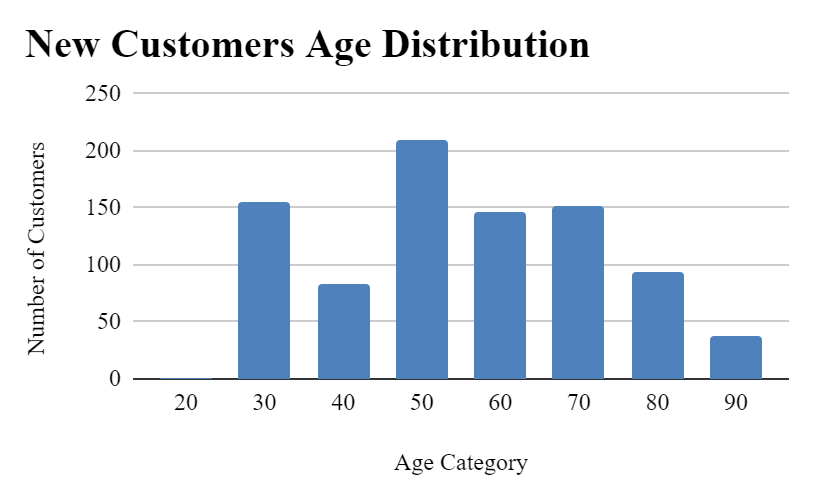 New Customers Age Distribution
Number of Customers
250
200
150
100
50
0
20 30 40 50 60 70 80 90
Age Category